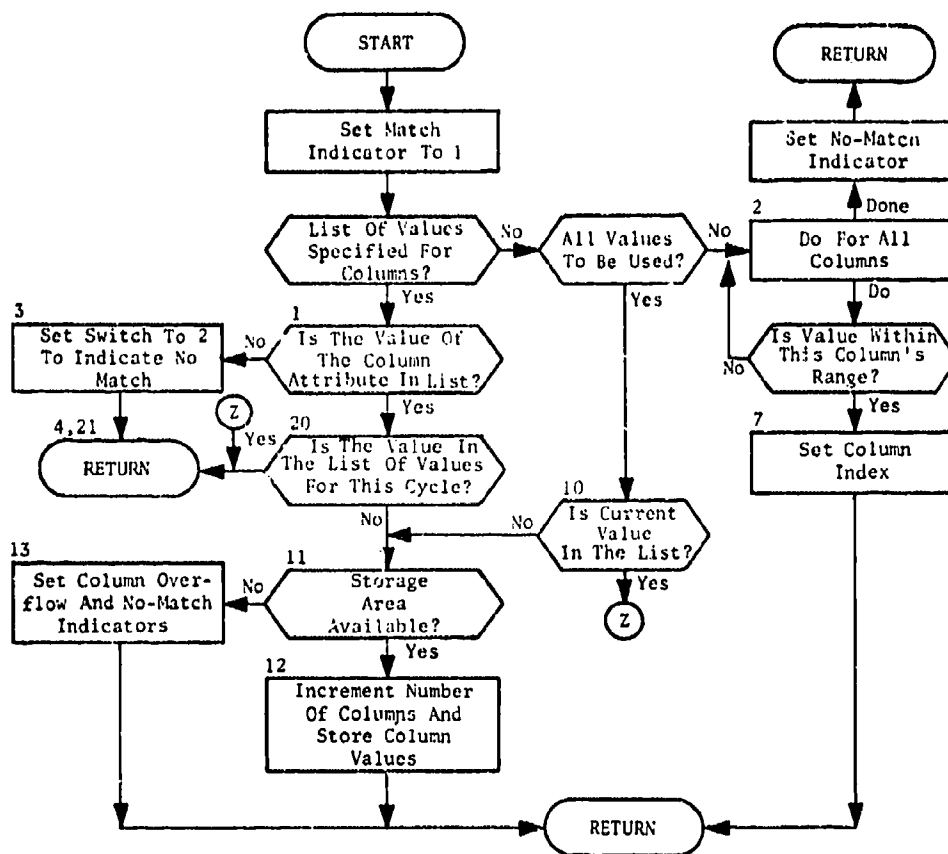 START
RETURN
Set Match
Indicator To 1
Set No-Match
Indicator
Done
2
List Of Values
Specified For
Columns?
No
All Values
To Be Used?
No
Do For All
Columns
Do
Yes
Yes
3
Set Switch To 2
To Indicate No
Match
No
1
Is The Value Of
The Column
Attribute In List?
Is Value Within
This Column's
Range?
No
Yes
Yes
Z
4,21
RETURN
Yes
20
Is The Value In
The List Of Values
For This Cycle?
7
Set Column
Index
No
No
10
Is Current
Value
In The List?
Yes
Z
13
Set Column Over-
flow And No-Match
Indicators
No
11
Storage
Area
Available?
Yes
12
Increment Number
Of Columns And
Store Column
Values
RETURN